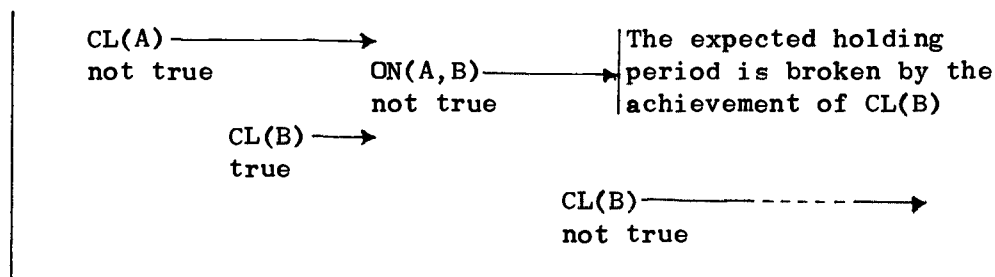 CL(A)
not true
ON(A,B)
not true
The expected holding
period is broken by the
achievement of CL(B)
CL(B)
true
CL(B)
not true